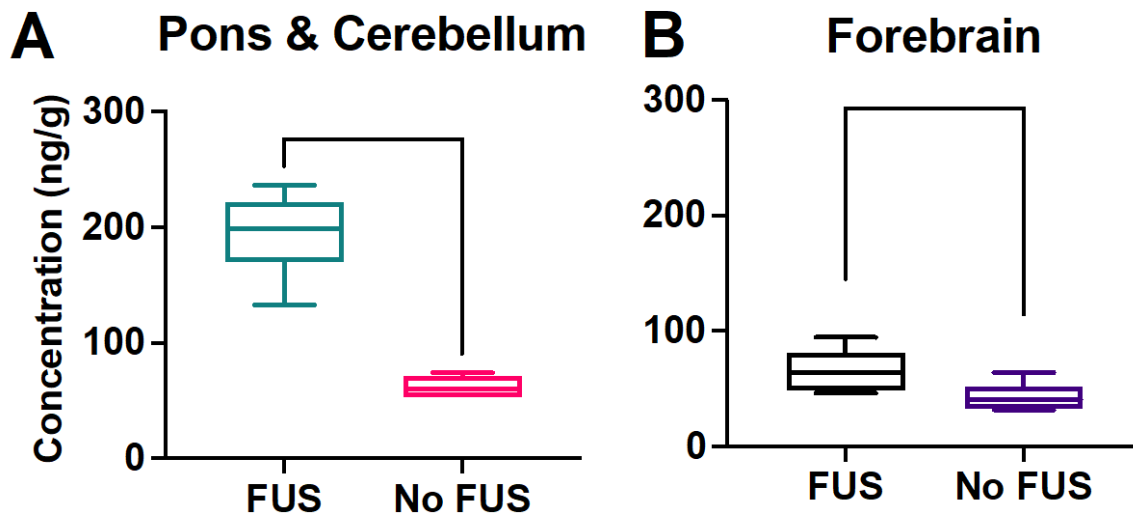 A Pons & Cerebellum
Concentration (ng/g)
300
200
100
0
FUS No FUS
B Forebrain
300
200
100
0
FUS No FUS